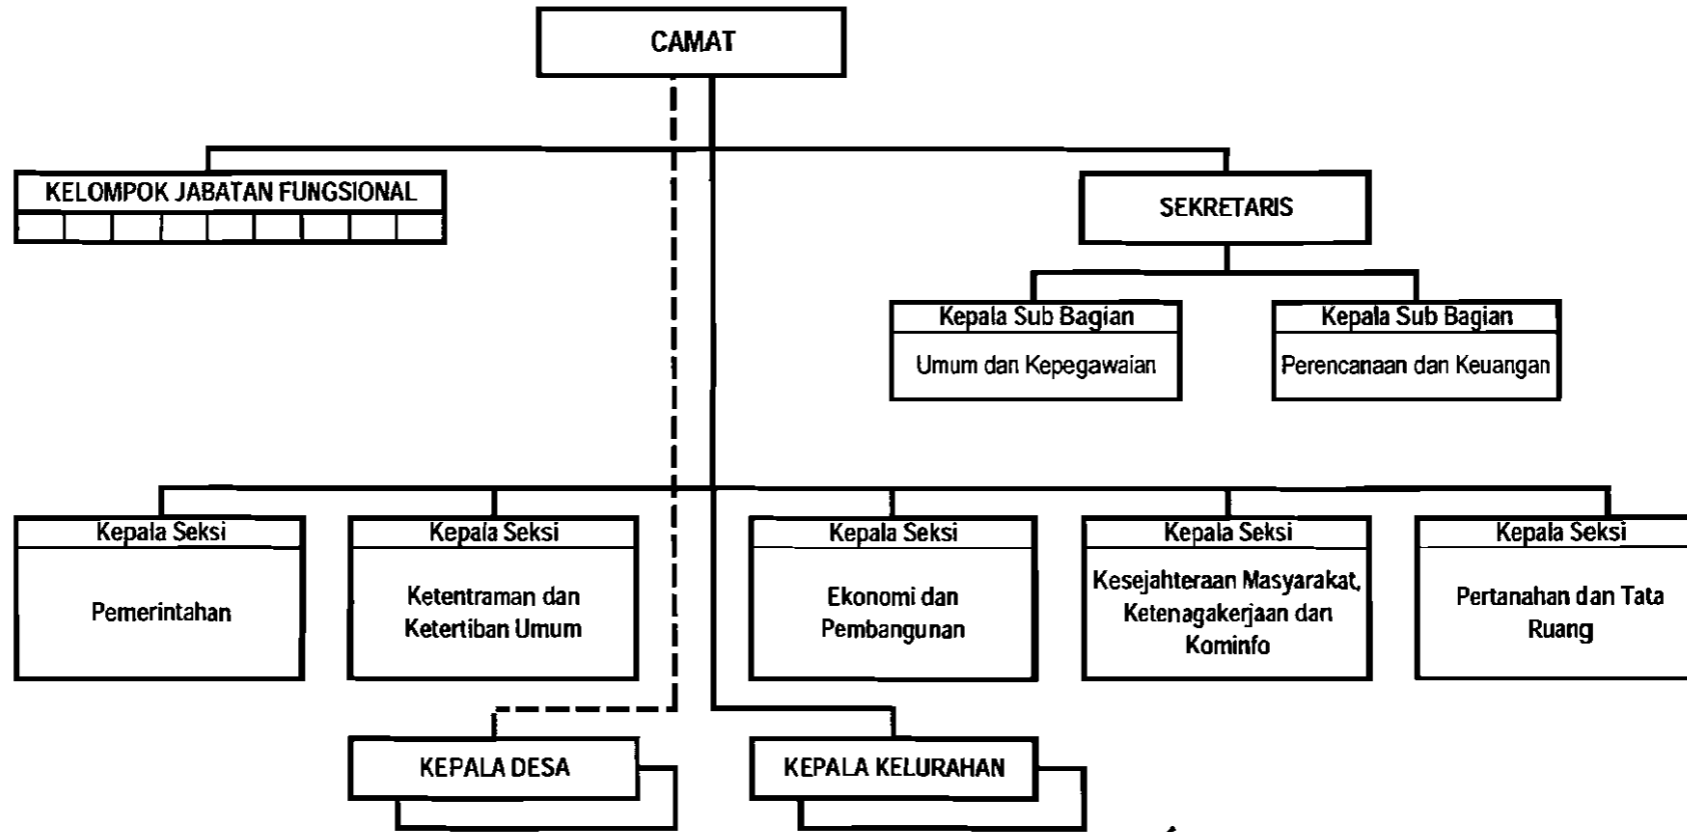 CAMAT
KELOMPOK JABATAN FUNGSIONAL
SEKRETARIS
Kepala Sub Bagian
Umum dan Kepegawaian
Kepala Sub Bagian
Perencanaan dan Keuangan
Kepala Seksi
Pemerintahan
Kepala Seksi
Ketentraman dan
Ketertiban Umum
Kepala Seksi
Ekonomi dan
Pembangunan
Kepala Seksi
Kesejahteraan Masyarakat,
Ketenagakerjaan dan
Kominfo
Kepala Seksi
Pertanahan dan Tata
Ruang
KEPALA DESA
KEPALA KELURAHAN